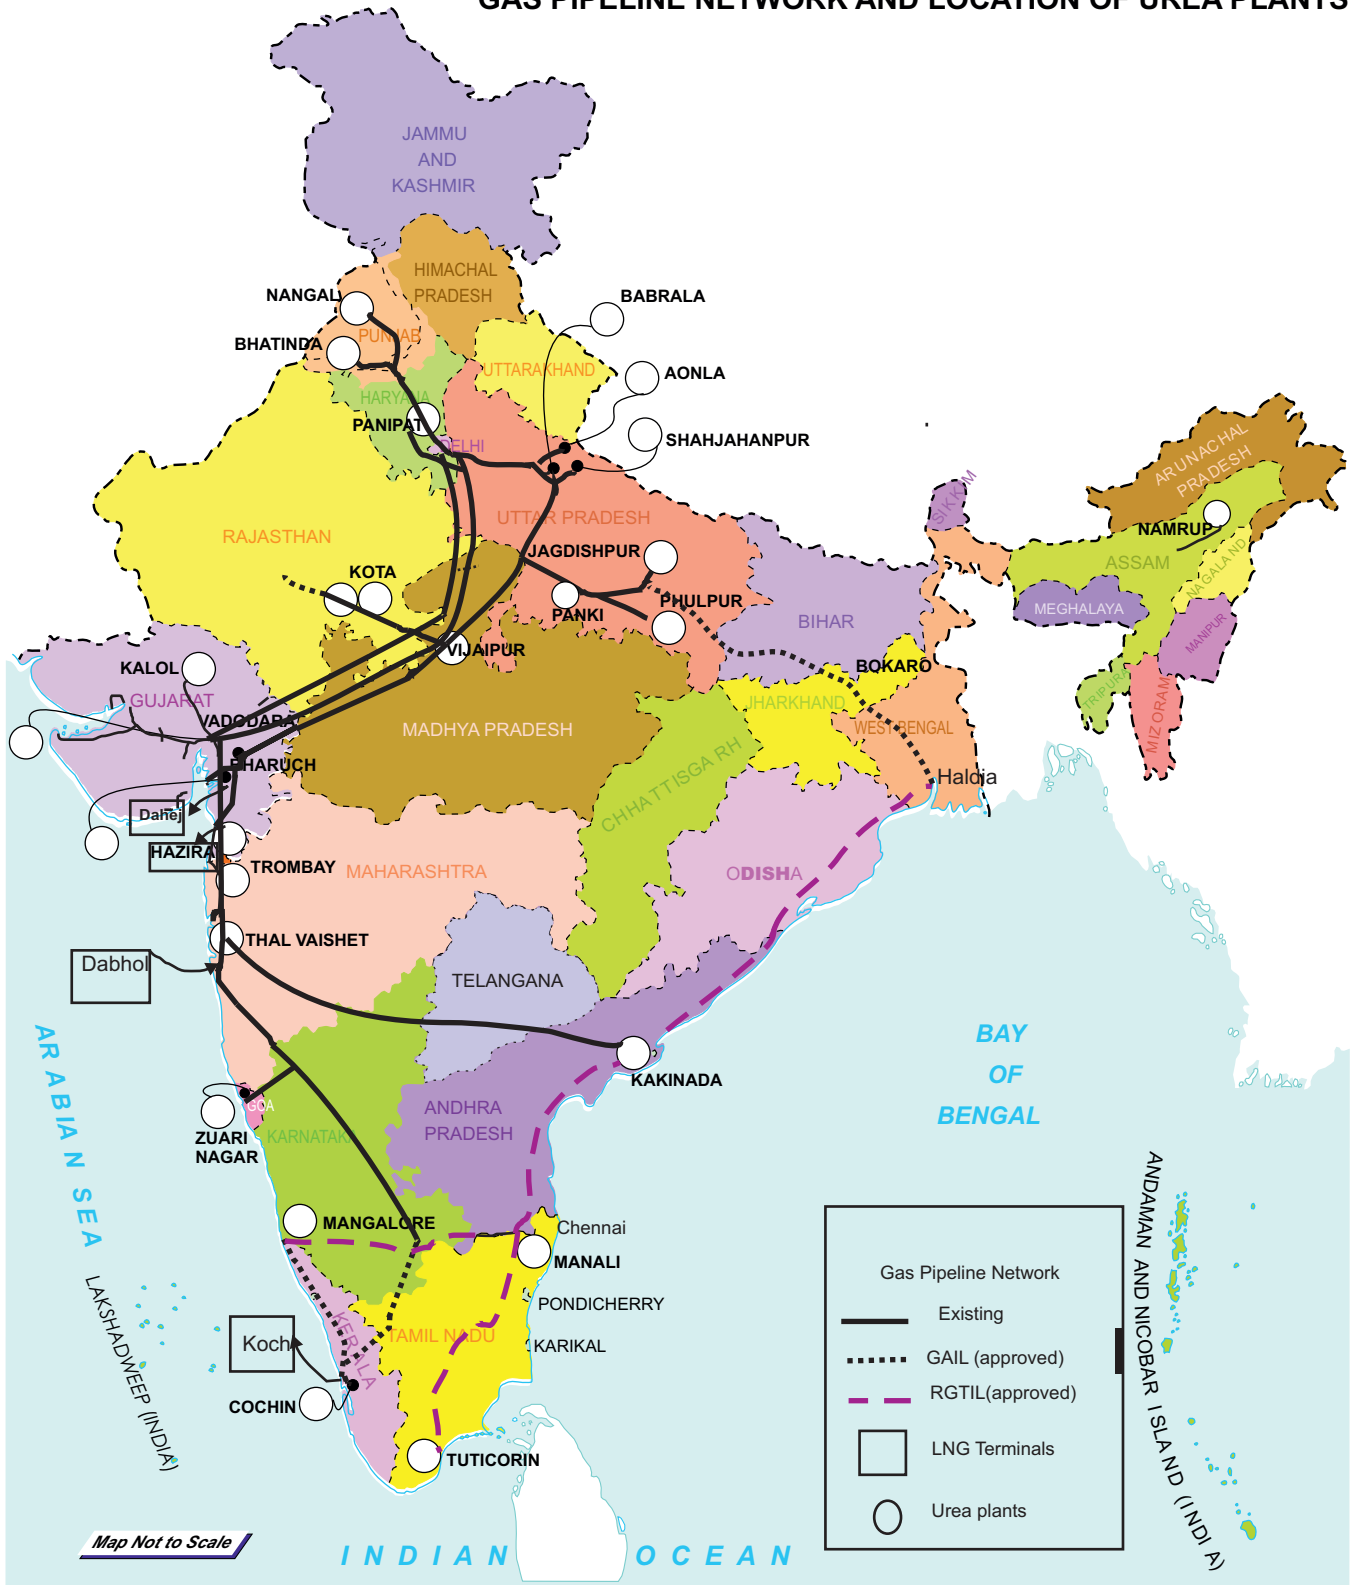 GAS PIPELINE NETWORK AND LOCATION OF UREA PLANTS
JAMMU
AND
KASHMIR
HIMACHAL
PRADESH
NANGAL
PUNJAB
BHATINDA
BABRALA
UTTARAKHAND
AONLA
HARYANA
PANIPAT
DELHI
SHAHJAHANPUR
ARUNACHAL
PRADESH
SIKKIM
RAJASTHAN
UTTAR PRADESH
NAMRUP
JAGDISHPUR
ASSAM
NAGALAND
KOTA
PANKI
PHULPUR
MEGHALAYA
BIHAR
MANIPUR
VIJAIPUR
KALOL
BOKARO
GUJARAT
TRIPURA
MIZORAM
VADODARA
MADHYA PRADESH
JHARKHAND
WEST BENGAL
BHARUCH
CHHATTISGA RH
Haldia
Dahej
HAZIRA
TROMBAY
MAHARASHTRA
ODISHA
THAL VAISHET
Dabhol
TELANGANA
ARABIAN SEA
BAY
OF
BENGAL
KAKINADA
GOA
ANDHRA
PRADESH
ZUARI
NAGAR
KARNATAKA
MANGALORE
Chennai
MANALI
PONDICHERRY
KARIKAL
LAKSHADWEEP (INDIA)
Koch
KERALA
TAMIL NADU
COCHIN
TUTICORIN
ANDAMAN AND NICOBAR ISLAND (INDIA)
Gas Pipeline Network
Existing
GAIL (approved)
RGTIL(approved)
LNG Terminals
Urea plants
Map Not to Scale
INDIAN OCEAN